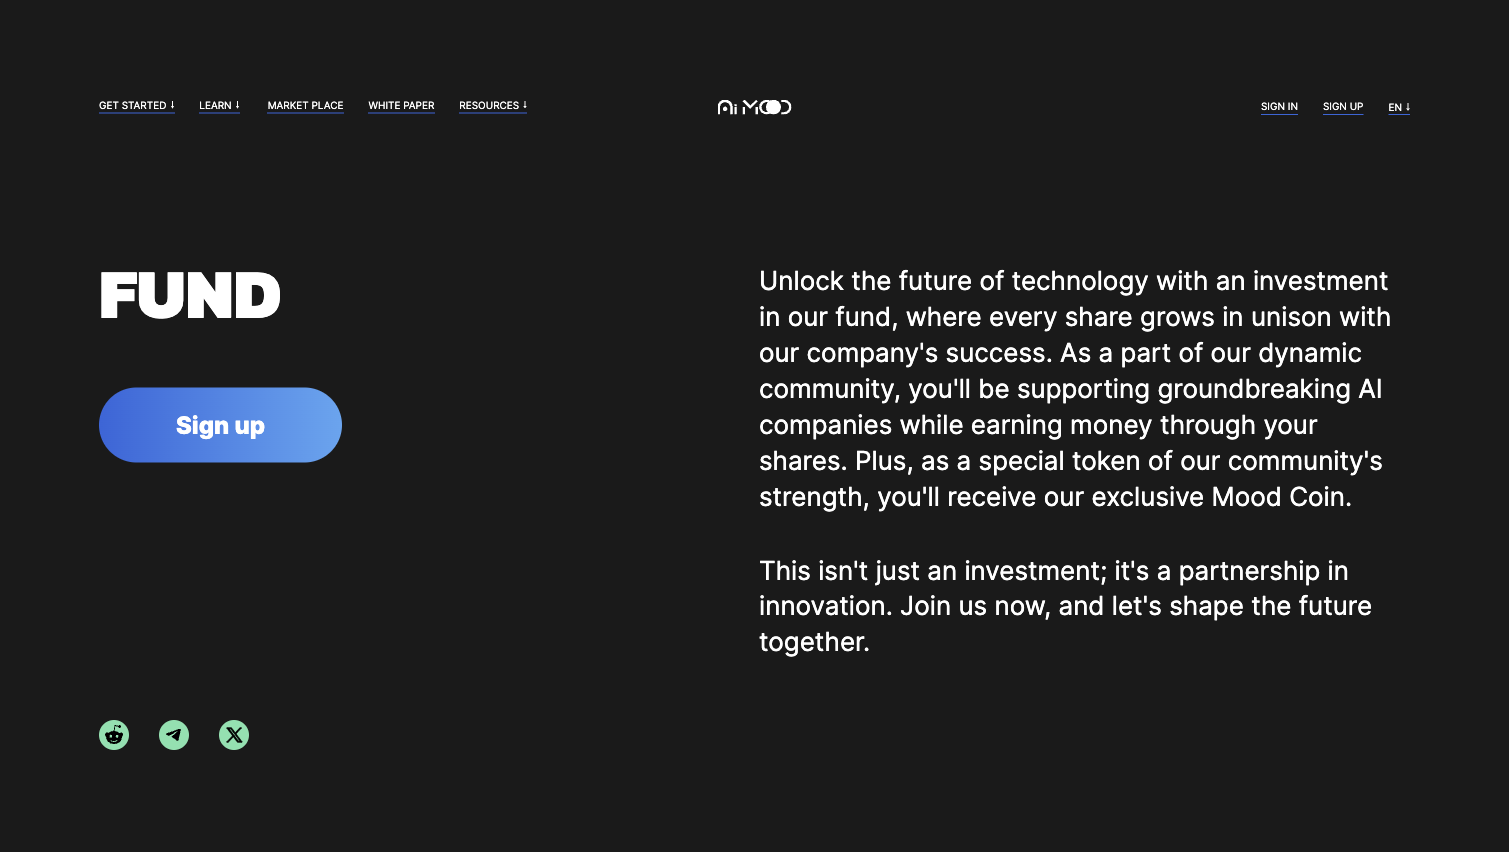 GET STARTED ↓ LEARN ↓ MARKET PLACE WHITE PAPER RESOURCES ↓
Ai MOOD
SIGN IN SIGN UP EN ↓
FUND
Sign up
Unlock the future of technology with an investment
in our fund, where every share grows in unison with
our company's success. As a part of our dynamic
community, you'll be supporting groundbreaking AI
companies while earning money through your
shares. Plus, as a special token of our community's
strength, you'll receive our exclusive Mood Coin.
This isn't just an investment; it's a partnership in
innovation. Join us now, and let's shape the future
together.